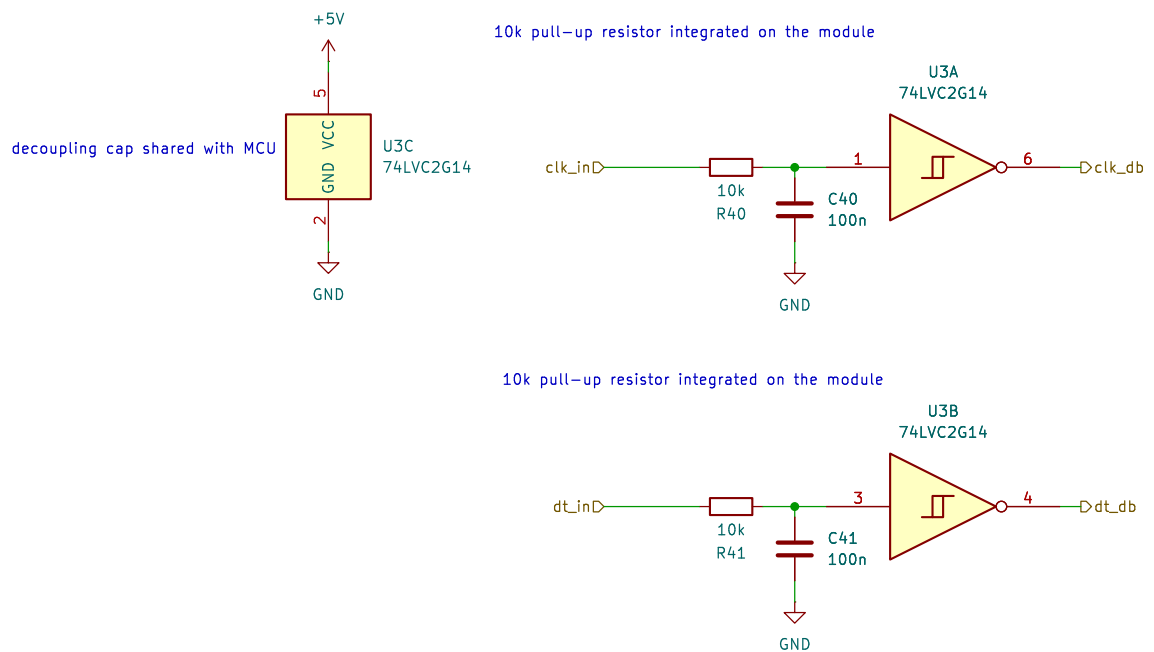 +5V
5
decoupling cap shared with MCU
GND VCC
U3C
74LVC2G14
2
GND
10k pull-up resistor integrated on the module
U3A
74LVC2G14
clk_in
10k
R40
1
6
clk_db
C40
100n
GND
10k pull-up resistor integrated on the module
U3B
74LVC2G14
dt_in
10k
R41
3
4
dt_db
C41
100n
GND